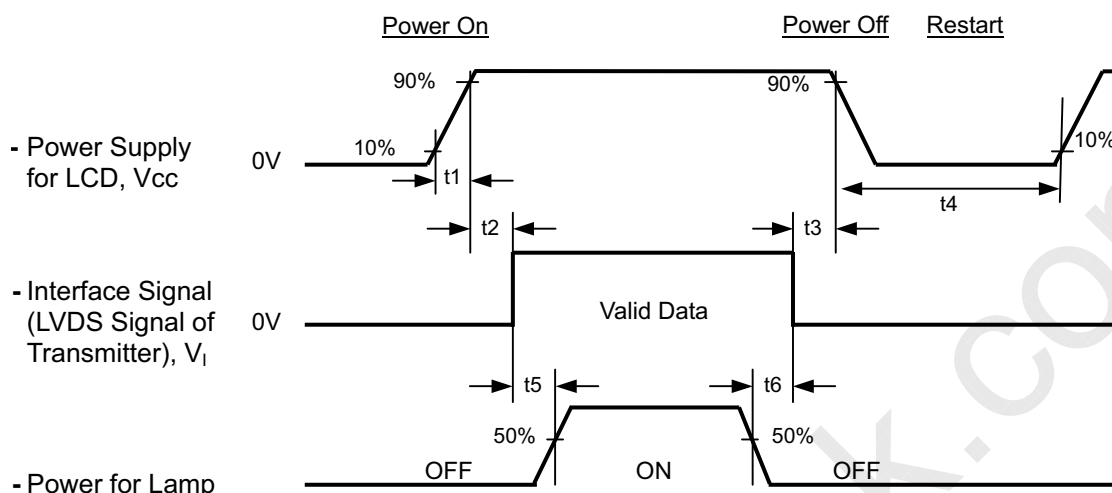 Power On
Power Off
Restart
90%
90%
- Power Supply
for LCD, Vcc
0V
10%
10%
t1
t4
t2
t3
- Interface Signal
(LVDS Signal of
Transmitter), VI
0V
Valid Data
t5
t6
50%
50%
- Power for Lamp
OFF
ON
OFF
k.com